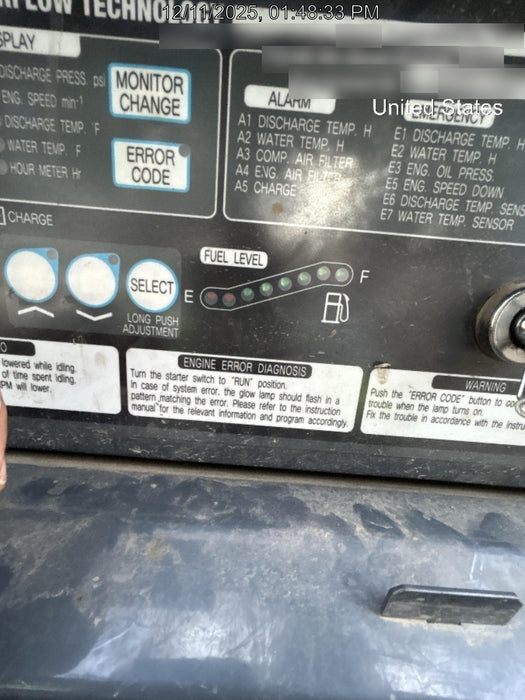 RFLOW TECHNOLOGY
12/11/2025, 01:48:33 PM
United States
SPLAY
DISCHARGE PRESS. psi
ENG. SPEED min-1
DISCHARGE TEMP. °F
WATER TEMP. °F
HOUR METER Hr
MONITOR
CHANGE
ERROR
CODE
ALARM
A1 DISCHARGE TEMP. H
A2 WATER TEMP. H
A3 COMP. AIR FILTER
A4 ENG. AIR FILTER
A5 CHARGE
EMERGENCY
E1 DISCHARGE TEMP. H
E2 WATER TEMP. H
E3 ENG. OIL PRESS.
E5 ENG. SPEED DOWN
E6 DISCHARGE TEMP. SENS
E7 WATER TEMP. SENSOR
CHARGE
SELECT
LONG PUSH
ADJUSTMENT
FUEL LEVEL
E
F
O
lowered while idling.
of time spent idling.
PM will lower.
ENGINE ERROR DIAGNOSIS
Turn the starter switch to "RUN" position.
In case of system error, the glow lamp should flash in a
pattern matching the error. Please refer to the instruction
manual for the relevant information and program accordingly.
WARNING
Push the "ERROR CODE" button to con
trouble when the lamp turns on.
Fix the trouble in accordance with the instru